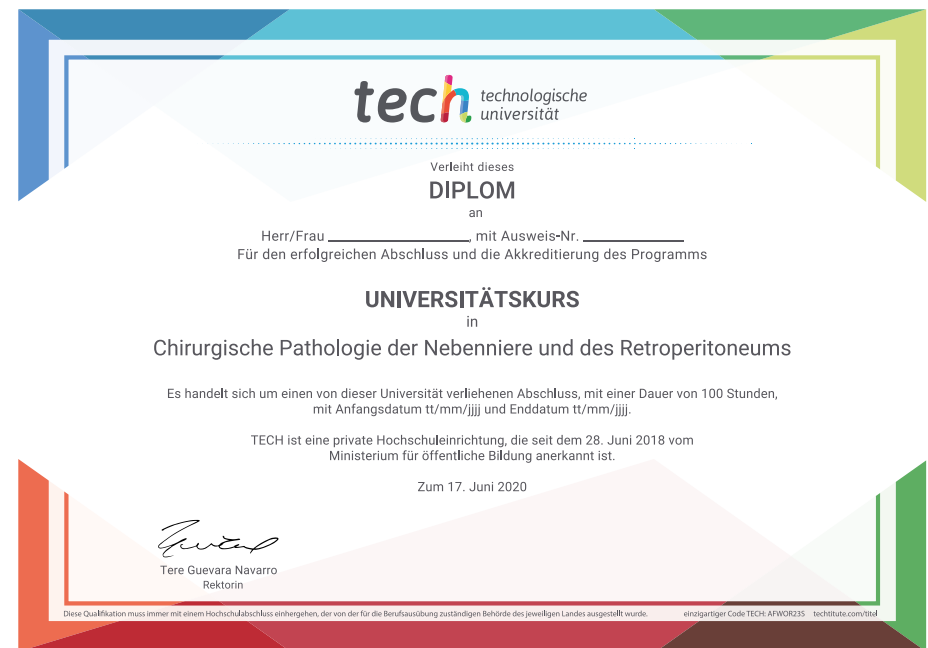 tech technologische
universität
Verleiht dieses
DIPLOM
an
Herr/Frau ________________, mit Ausweis-Nr. ____________
Für den erfolgreichen Abschluss und die Akkreditierung des Programms
UNIVERSITÄTSKURS
in
Chirurgische Pathologie der Nebenniere und des Retroperitoneums
Es handelt sich um einen von dieser Universität verliehenen Abschluss, mit einer Dauer von 100 Stunden,
mit Anfangsdatum tt/mm/jjjj und Enddatum tt/mm/jjjj.
TECH ist eine private Hochschuleinrichtung, die seit dem 28. Juni 2018 vom
Ministerium für öffentliche Bildung anerkannt ist.
Zum 17. Juni 2020
Tere Guevara Navarro
Rektorin
Diese Qualifikation muss immer mit einem Hochschulabschluss einhergehen, der von der für die Berufsausübung zuständigen Behörde des jeweiligen Landes ausgestellt wurde. einzigartiger Code TECH: AFWOR23S techtitute.com/titel